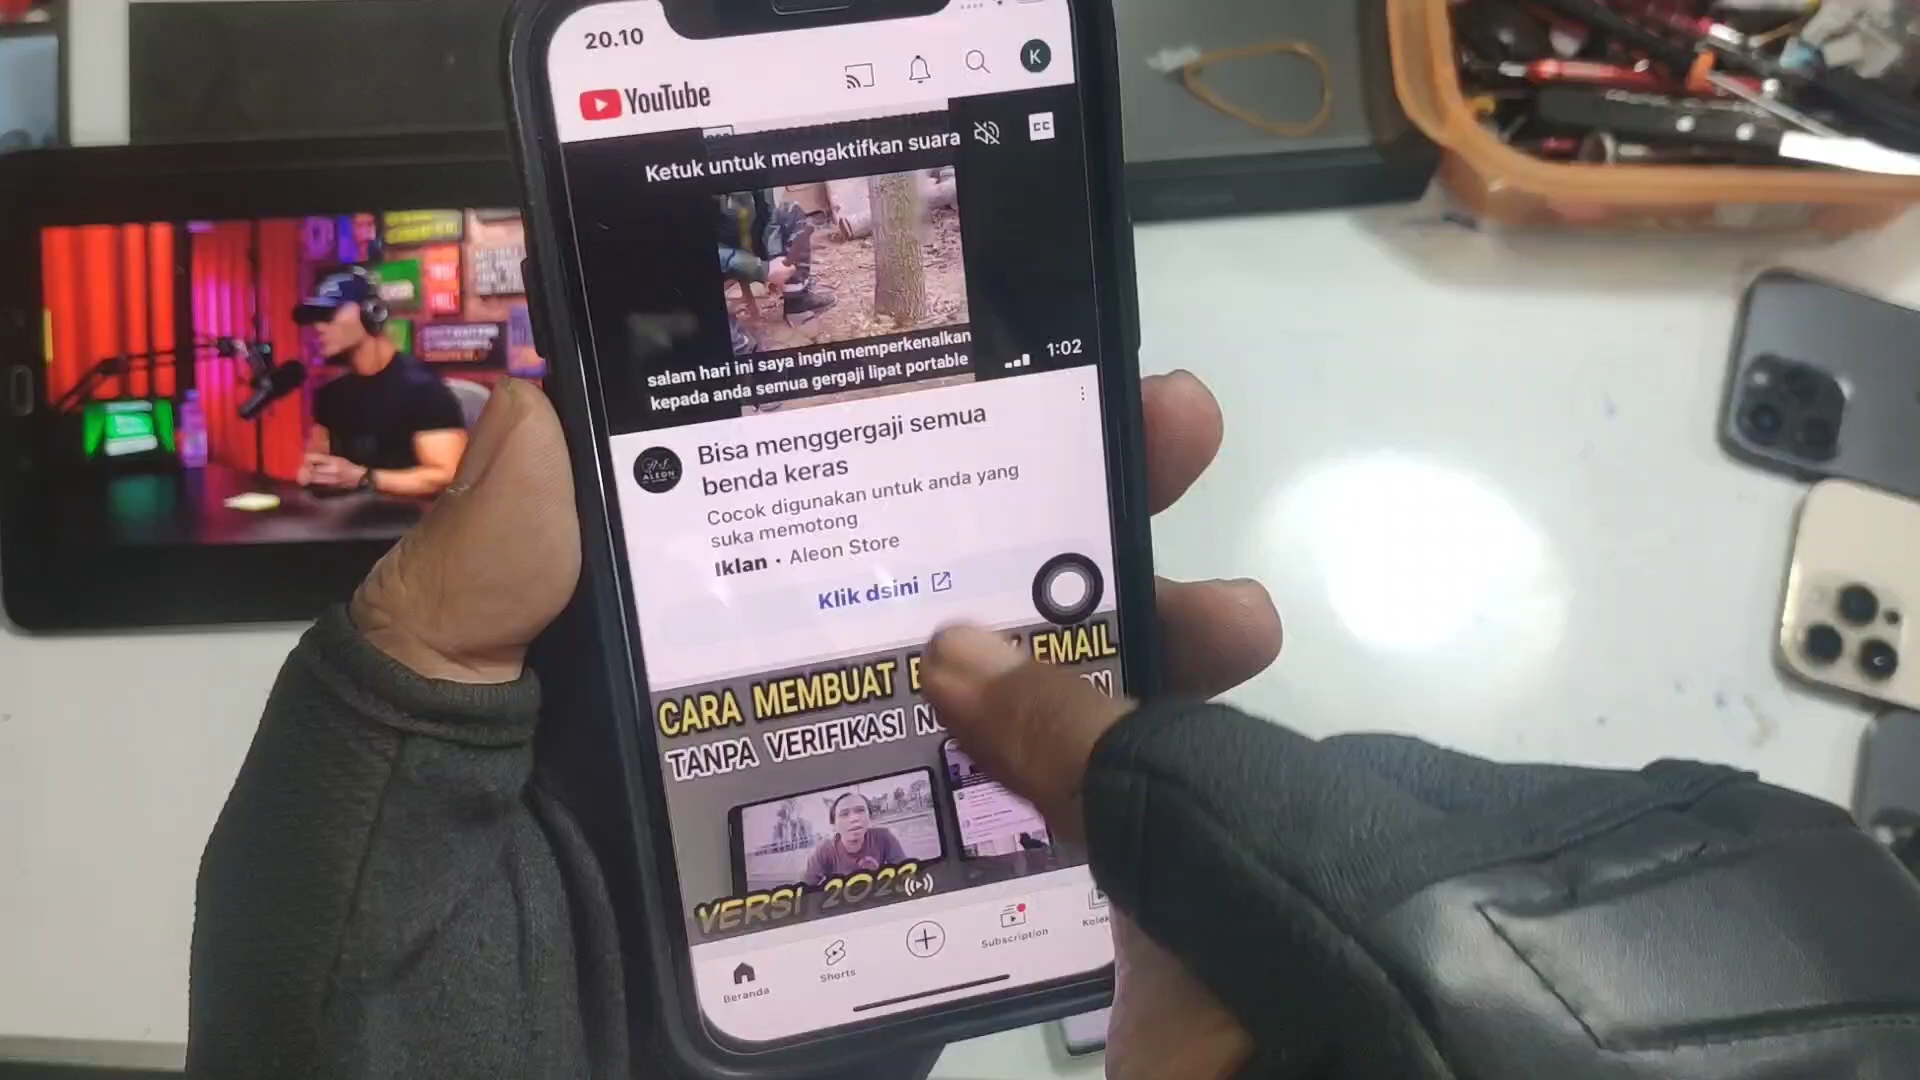 20.10
K
YouTube
Ketuk untuk mengaktifkan suara
CC
salam hari ini saya ingin memperkenalkan
kepada anda semua gergaji lipat portable
1:02
ALEON
Bisa menggergaji semua
benda keras
Cocok digunakan untuk anda yang
suka memotong
Iklan • Aleon Store
Klik dsini
CARA MEMBUAT EMAIL
TANPA VERIFIKASI
VERSI 2023
Beranda
Shorts
Subscription